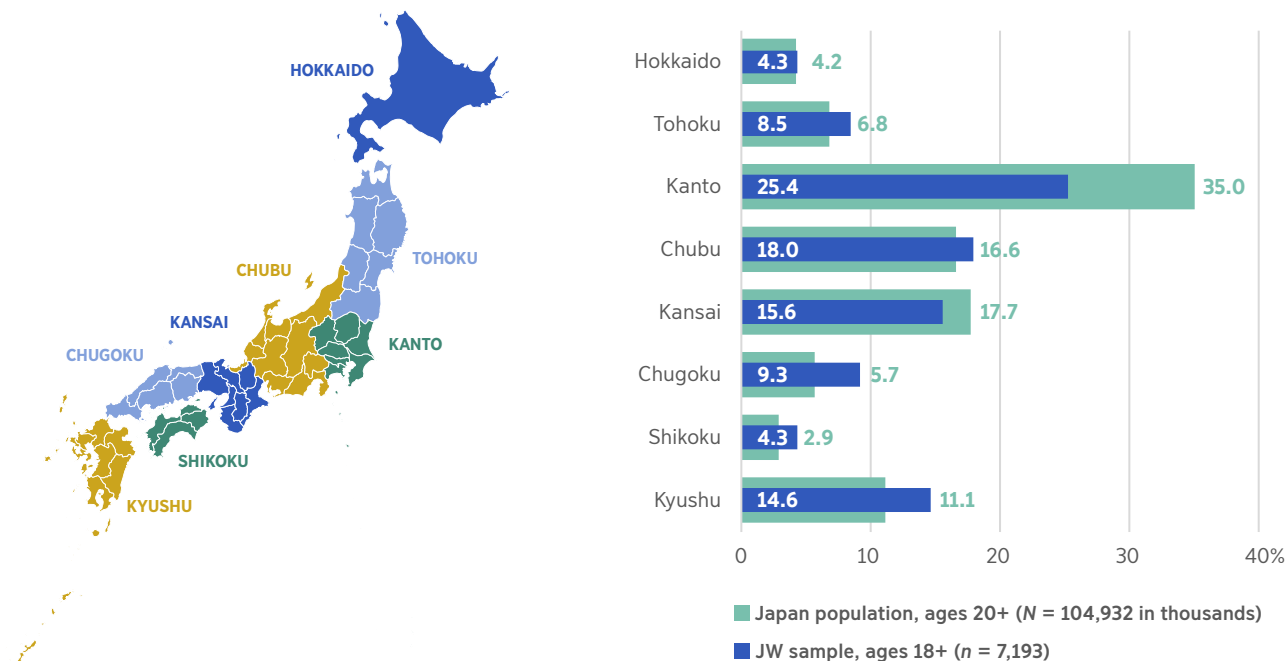 HOKKAIDO
TOHOKU
CHUBU
KANSAI
KANTO
CHUGOKU
SHIKOKU
KYUSHU
Hokkaido 4.3 4.2
Tohoku 8.5 6.8
Kanto 25.4 35.0
Chubu 18.0 16.6
Kansai 15.6 17.7
Chugoku 9.3 5.7
Shikoku 4.3 2.9
Kyushu 14.6 11.1
0 10 20 30 40%
Japan population, ages 20+ (N = 104,932 in thousands)
JW sample, ages 18+ (n = 7,193)